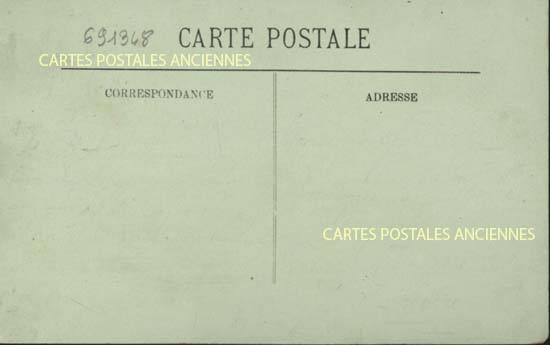 691348 CARTE POSTALE
CARTES POSTALES ANCIENNES
CORRESPONDANCE ADRESSE
CARTES POSTALES ANCIENNES